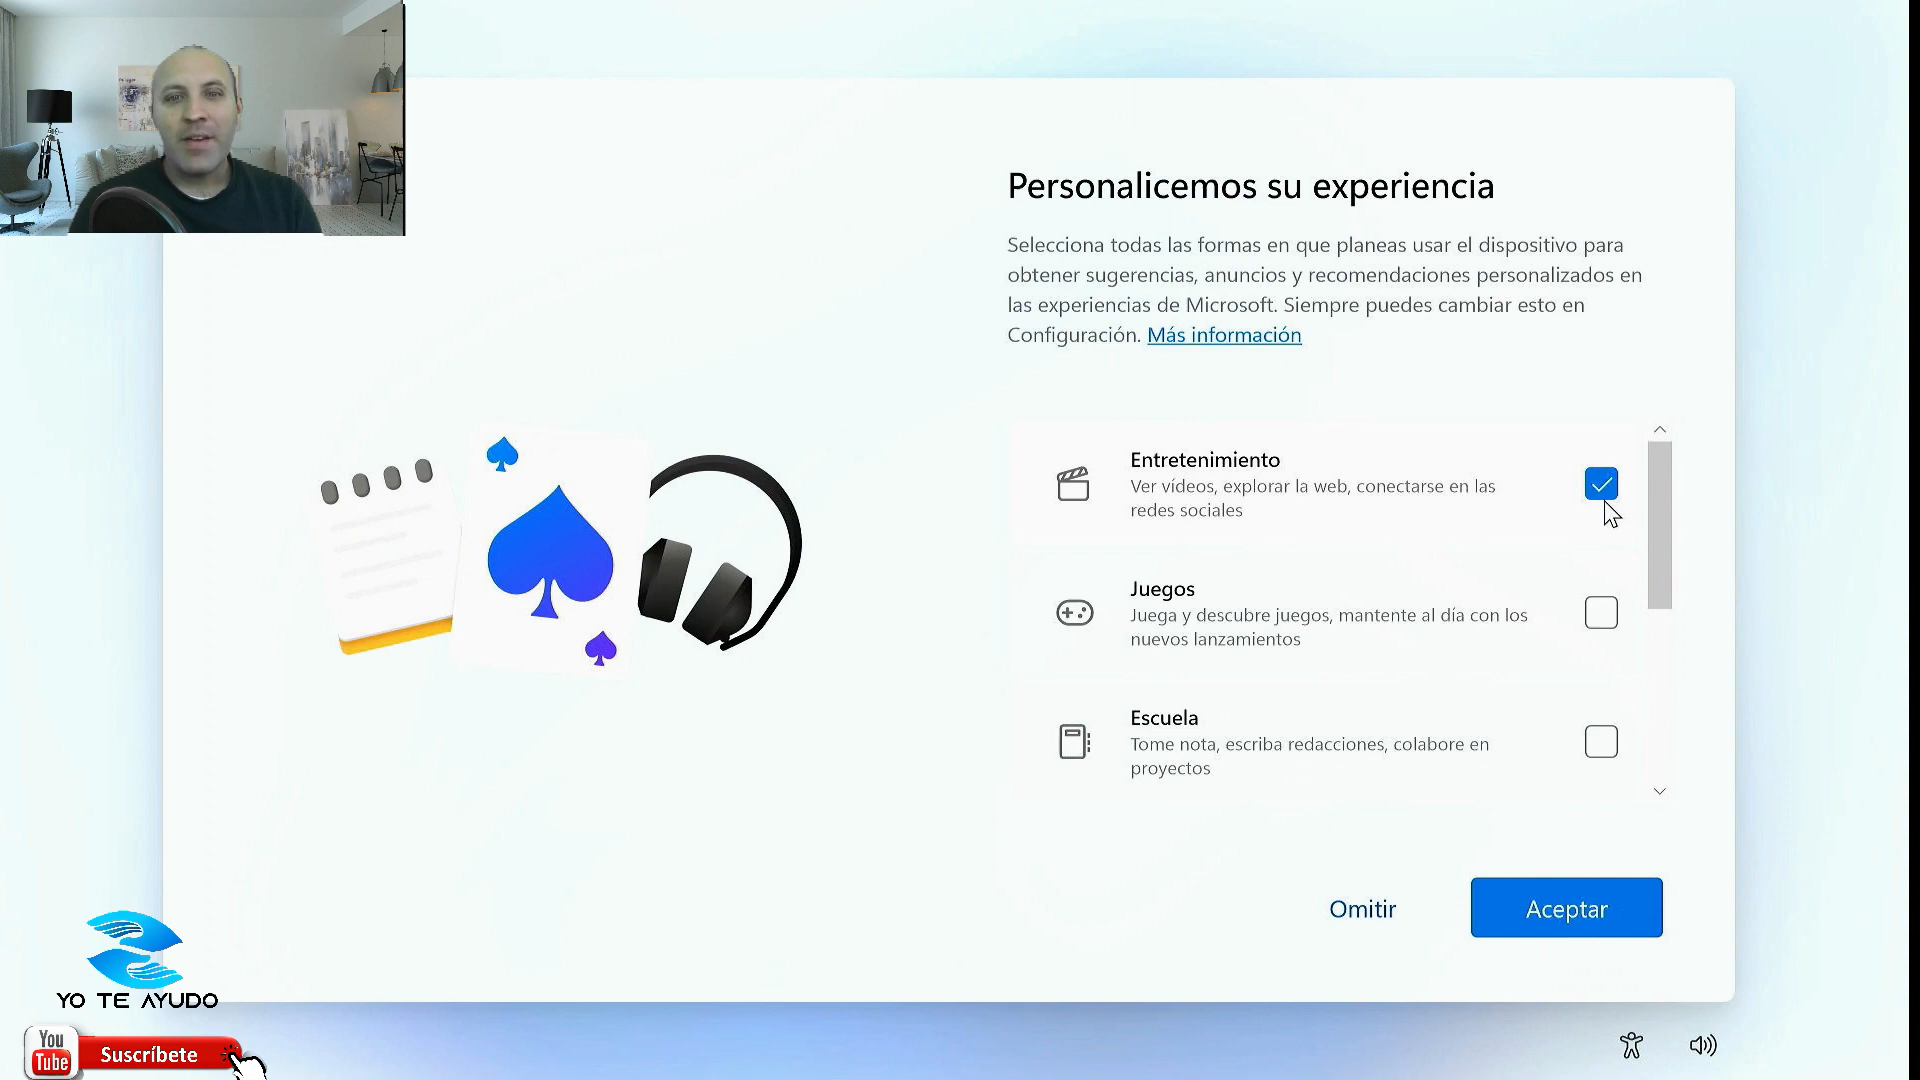 Personalicemos su experiencia
Selecciona todas las formas en que planeas usar el dispositivo para
obtener sugerencias, anuncios y recomendaciones personalizados en
las experiencias de Microsoft. Siempre puedes cambiar esto en
Configuración. Más información
Entretenimiento
Ver vídeos, explorar la web, conectarse en las
redes sociales
Juegos
Juega y descubre juegos, mantente al día con los
nuevos lanzamientos
Escuela
Tome nota, escriba redacciones, colabore en
proyectos
Omitir
Aceptar
YO TE AYUDO
You
Tube
Suscríbete